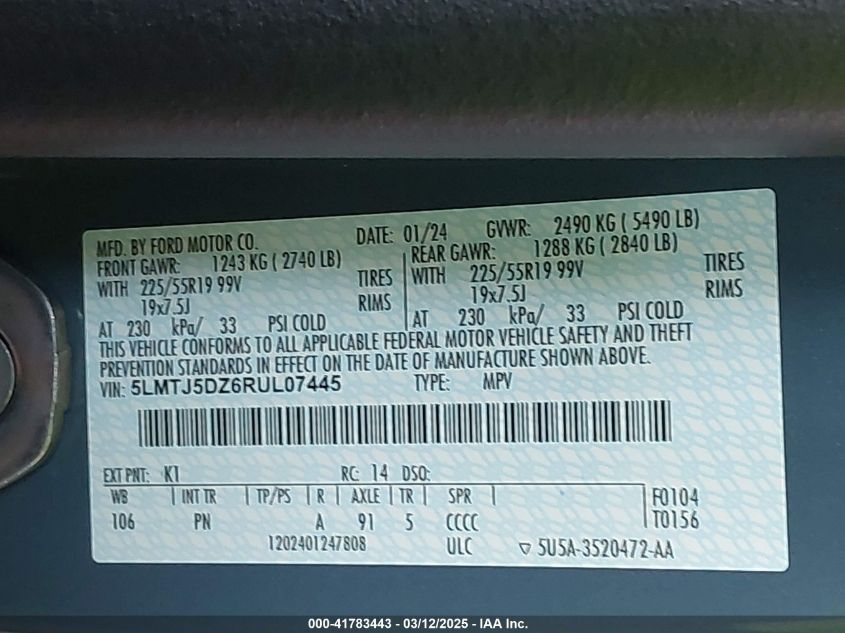 MFD. BY FORD MOTOR CO. DATE: 01/24 GVWR: 2490 KG ( 5490 LB)
FRONT GAWR: 1243 KG ( 2740 LB) REAR GAWR: 1288 KG ( 2840 LB)
WITH 225/55R19 99V TIRES WITH 225/55R19 99V TIRES
19x7.5J RIMS 19x7.5J RIMS
AT 230 kPa/ 33 PSI COLD AT 230 kPa/ 33 PSI COLD
THIS VEHICLE CONFORMS TO ALL APPLICABLE FEDERAL MOTOR VEHICLE SAFETY AND THEFT
PREVENTION STANDARDS IN EFFECT ON THE DATE OF MANUFACTURE SHOWN ABOVE.
VIN: 5LMTJ5DZ6RUL07445 TYPE: MPV
EXT PNT: K1 RC: 14 DSO:
WB | INT TR | TP/PS | R | AXLE | TR | SPR | F0104
106 PN A 91 5 CCCC T0156
1202401247808 ULC ▽ 5U5A-3520472-AA
000-41783443 - 03/12/2025 - IAA Inc.